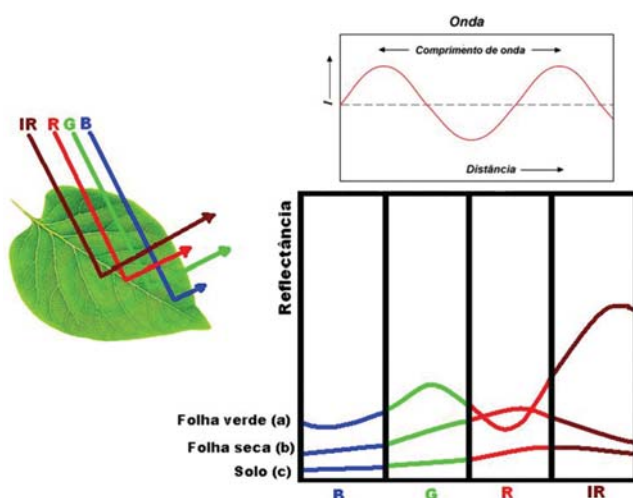 Onda
Comprimento de onda
I
Distância
IR R G B
Reflectância
Folha verde (a)
Folha seca (b)
Solo (c)
B G R IR